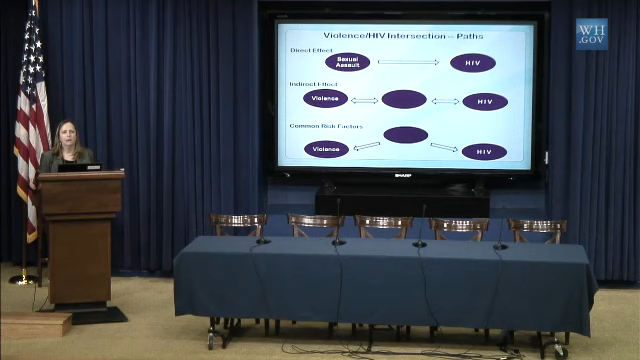 WH
.GOV
Violence/HIV Intersection – Paths
Direct Effect
Sexual
Assault
HIV
Indirect Effect
Violence
HIV
Common Risk Factors
Violence
HIV
SHARP